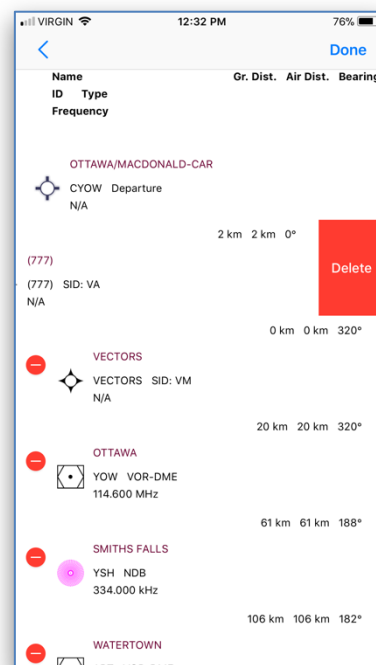 VIRGIN 12:32 PM 76%
Done
Name Gr. Dist. Air Dist. Bearing
ID Type
Frequency
OTTAWA/MACDONALD-CAR
CYOW Departure
N/A
2 km 2 km 0°
(777)
Delete
(777) SID: VA
N/A
0 km 0 km 320°
VECTORS
VECTORS SID: VM
N/A
20 km 20 km 320°
OTTAWA
YOW VOR-DME
114.600 MHz
61 km 61 km 188°
SMITHS FALLS
YSH NDB
334.000 kHz
106 km 106 km 182°
WATERTOWN